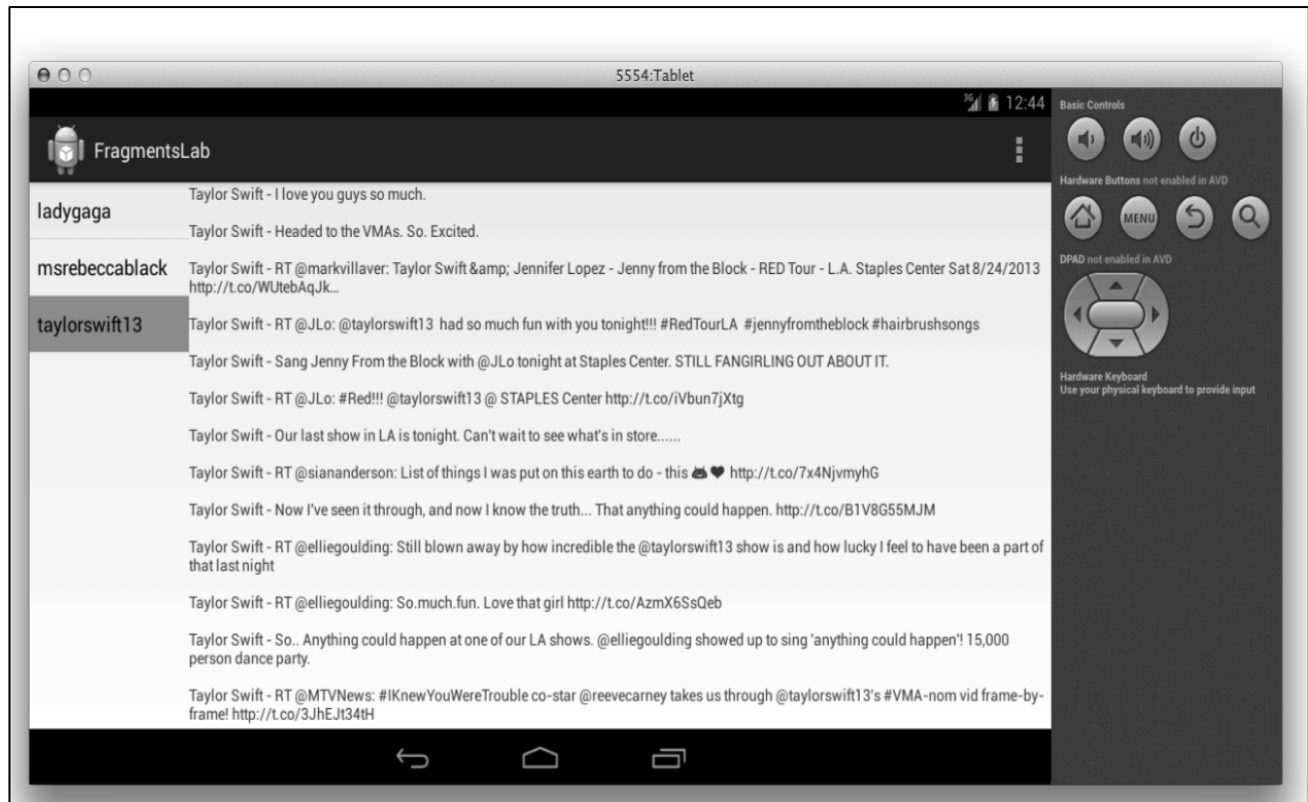 5554:Tablet
3G 12:44
FragmentsLab
ladygaga
msrebeccablack
taylorswift13
Taylor Swift - I love you guys so much.
Taylor Swift - Headed to the VMAs. So. Excited.
Taylor Swift - RT @markvillaver: Taylor Swift &amp; Jennifer Lopez - Jenny from the Block - RED Tour - L.A. Staples Center Sat 8/24/2013
http://t.co/WUtebAqJk…
Taylor Swift - RT @JLo: @taylorswift13 had so much fun with you tonight!!! #RedTourLA #jennyfromtheblock #hairbrushsongs
Taylor Swift - Sang Jenny From the Block with @JLo tonight at Staples Center. STILL FANGIRLING OUT ABOUT IT.
Taylor Swift - RT @JLo: #Red!!! @taylorswift13 @ STAPLES Center http://t.co/iVbun7jXtg
Taylor Swift - Our last show in LA is tonight. Can't wait to see what's in store......
Taylor Swift - RT @siananderson: List of things I was put on this earth to do - this 🐱❤ http://t.co/7x4NjvmyhG
Taylor Swift - Now I've seen it through, and now I know the truth... That anything could happen. http://t.co/B1V8G55MJM
Taylor Swift - RT @elliegoulding: Still blown away by how incredible the @taylorswift13 show is and how lucky I feel to have been a part of
that last night
Taylor Swift - RT @elliegoulding: So.much.fun. Love that girl http://t.co/AzmX6SsQeb
Taylor Swift - So.. Anything could happen at one of our LA shows. @elliegoulding showed up to sing 'anything could happen'! 15,000
person dance party.
Taylor Swift - RT @MTVNews: #IKnewYouWereTrouble co-star @reevecarney takes us through @taylorswift13's #VMA-nom vid frame-by-
frame! http://t.co/3JhEJt34tH
Basic Controls
Hardware Buttons not enabled in AVD
MENU
DPAD not enabled in AVD
Hardware Keyboard
Use your physical keyboard to provide input